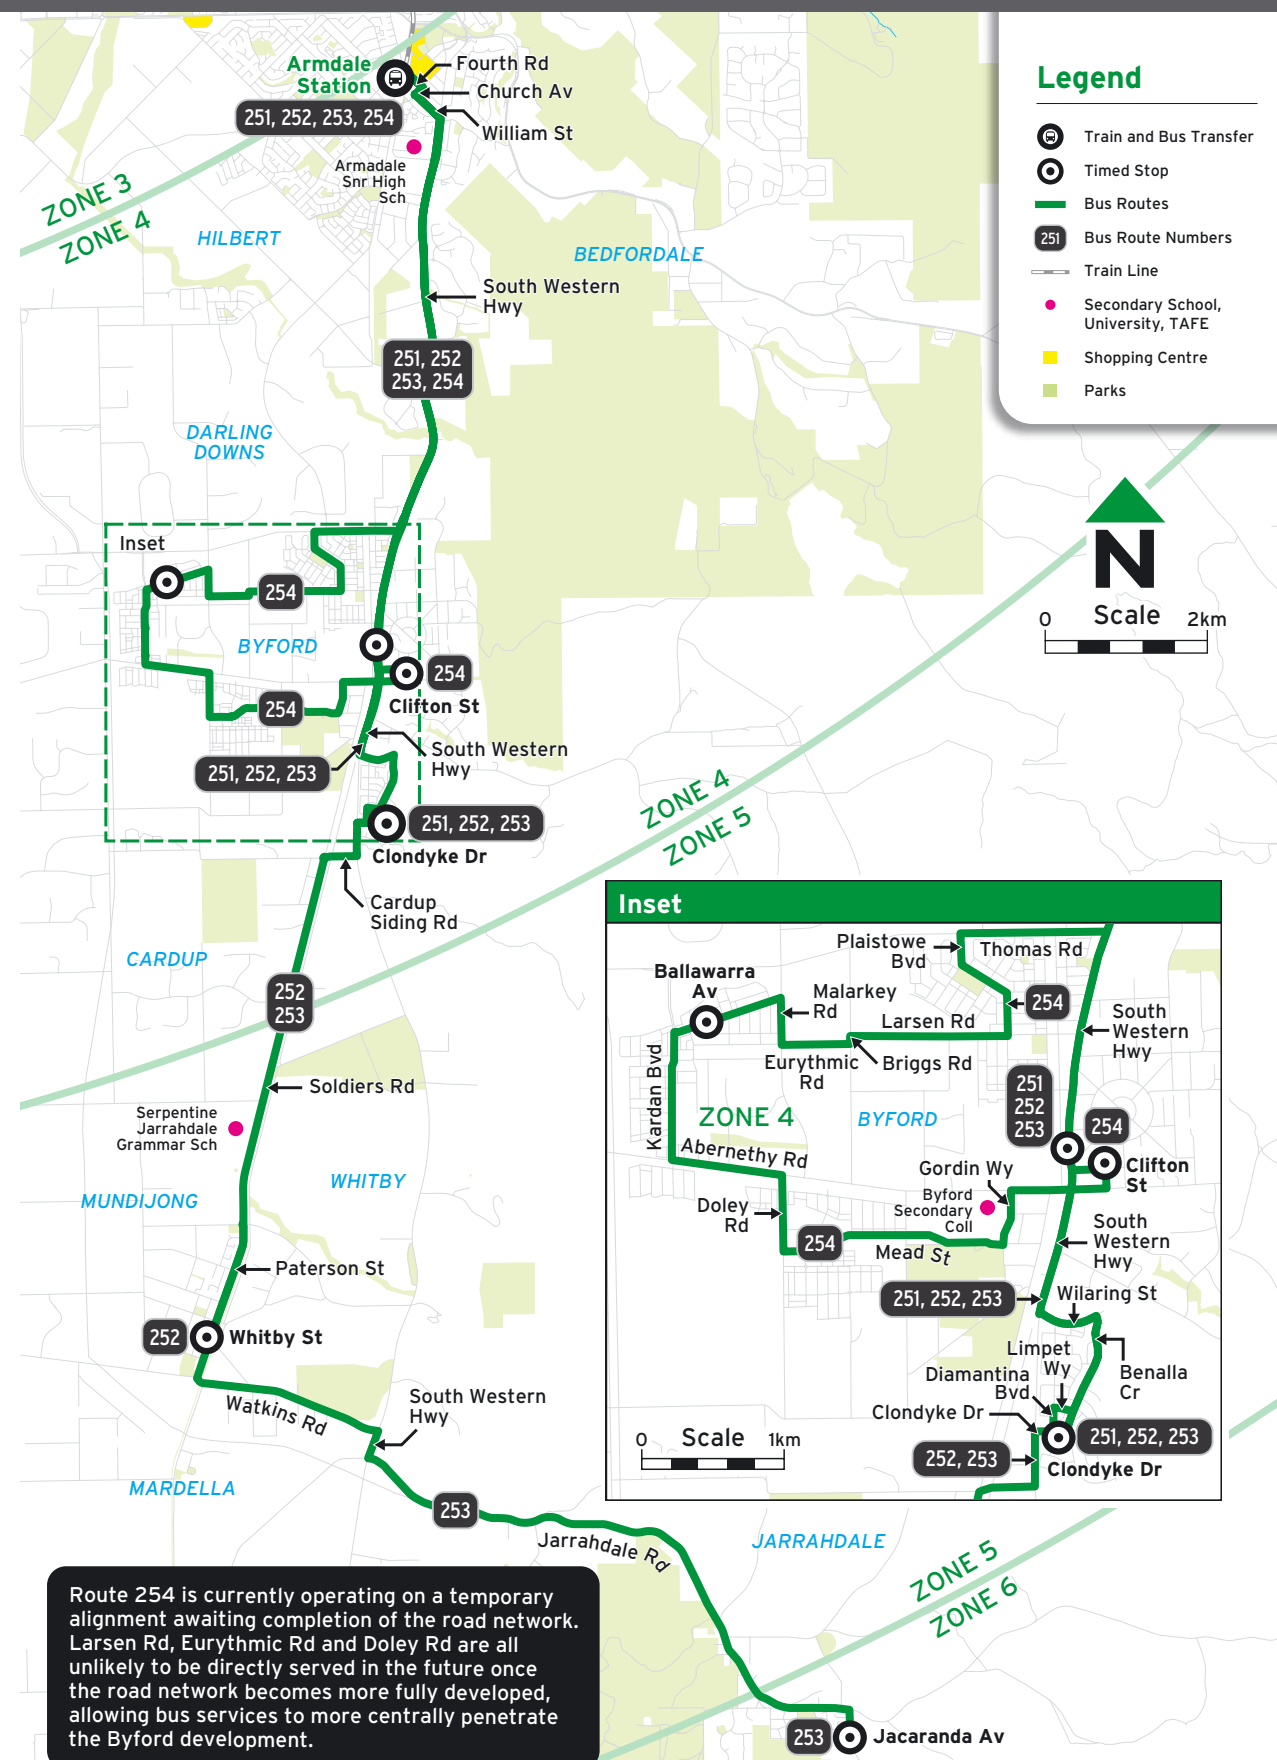 Armdale
Station
Fourth Rd
Church Av
William St
251, 252, 253, 254
Armadale
Snr High
Sch
ZONE 3
ZONE 4
HILBERT
BEDFORDALE
South Western
Hwy
251, 252
253, 254
DARLING
DOWNS
Legend
Train and Bus Transfer
Timed Stop
Bus Routes
251 Bus Route Numbers
Train Line
Secondary School,
University, TAFE
Shopping Centre
Parks
N
0 Scale 2km
Inset
254
BYFORD
254
Clifton St
254
South Western
Hwy
251, 252, 253
251, 252, 253
Clondyke Dr
Cardup
Siding Rd
ZONE 4
ZONE 5
CARDUP
252
253
Soldiers Rd
Serpentine
Jarrahdale
Grammar Sch
WHITBY
MUNDIJONG
Paterson St
252
Whitby St
Watkins Rd
South Western
Hwy
MARDELLA
253
Jarrahdale Rd
JARRAHDALE
ZONE 5
ZONE 6
253
Jacaranda Av
Inset
Plaistowe
Bvd
Thomas Rd
Ballawarra
Av
Malarkey
Rd
254
Larsen Rd
South
Western
Hwy
Eurythmic
Rd
Briggs Rd
Kardan Bvd
251
252
253
ZONE 4
BYFORD
254
Abernethy Rd
Gordin Wy
Clifton
St
Byford
Secondary
Coll
Doley
Rd
254
Mead St
South
Western
Hwy
251, 252, 253
Wilaring St
Limpet
Wy
Diamantina
Bvd
Benalla
Cr
Clondyke Dr
251, 252, 253
252, 253
Clondyke Dr
0 Scale 1km
Route 254 is currently operating on a temporary
alignment awaiting completion of the road network.
Larsen Rd, Eurythmic Rd and Doley Rd are all
unlikely to be directly served in the future once
the road network becomes more fully developed,
allowing bus services to more centrally penetrate
the Byford development.